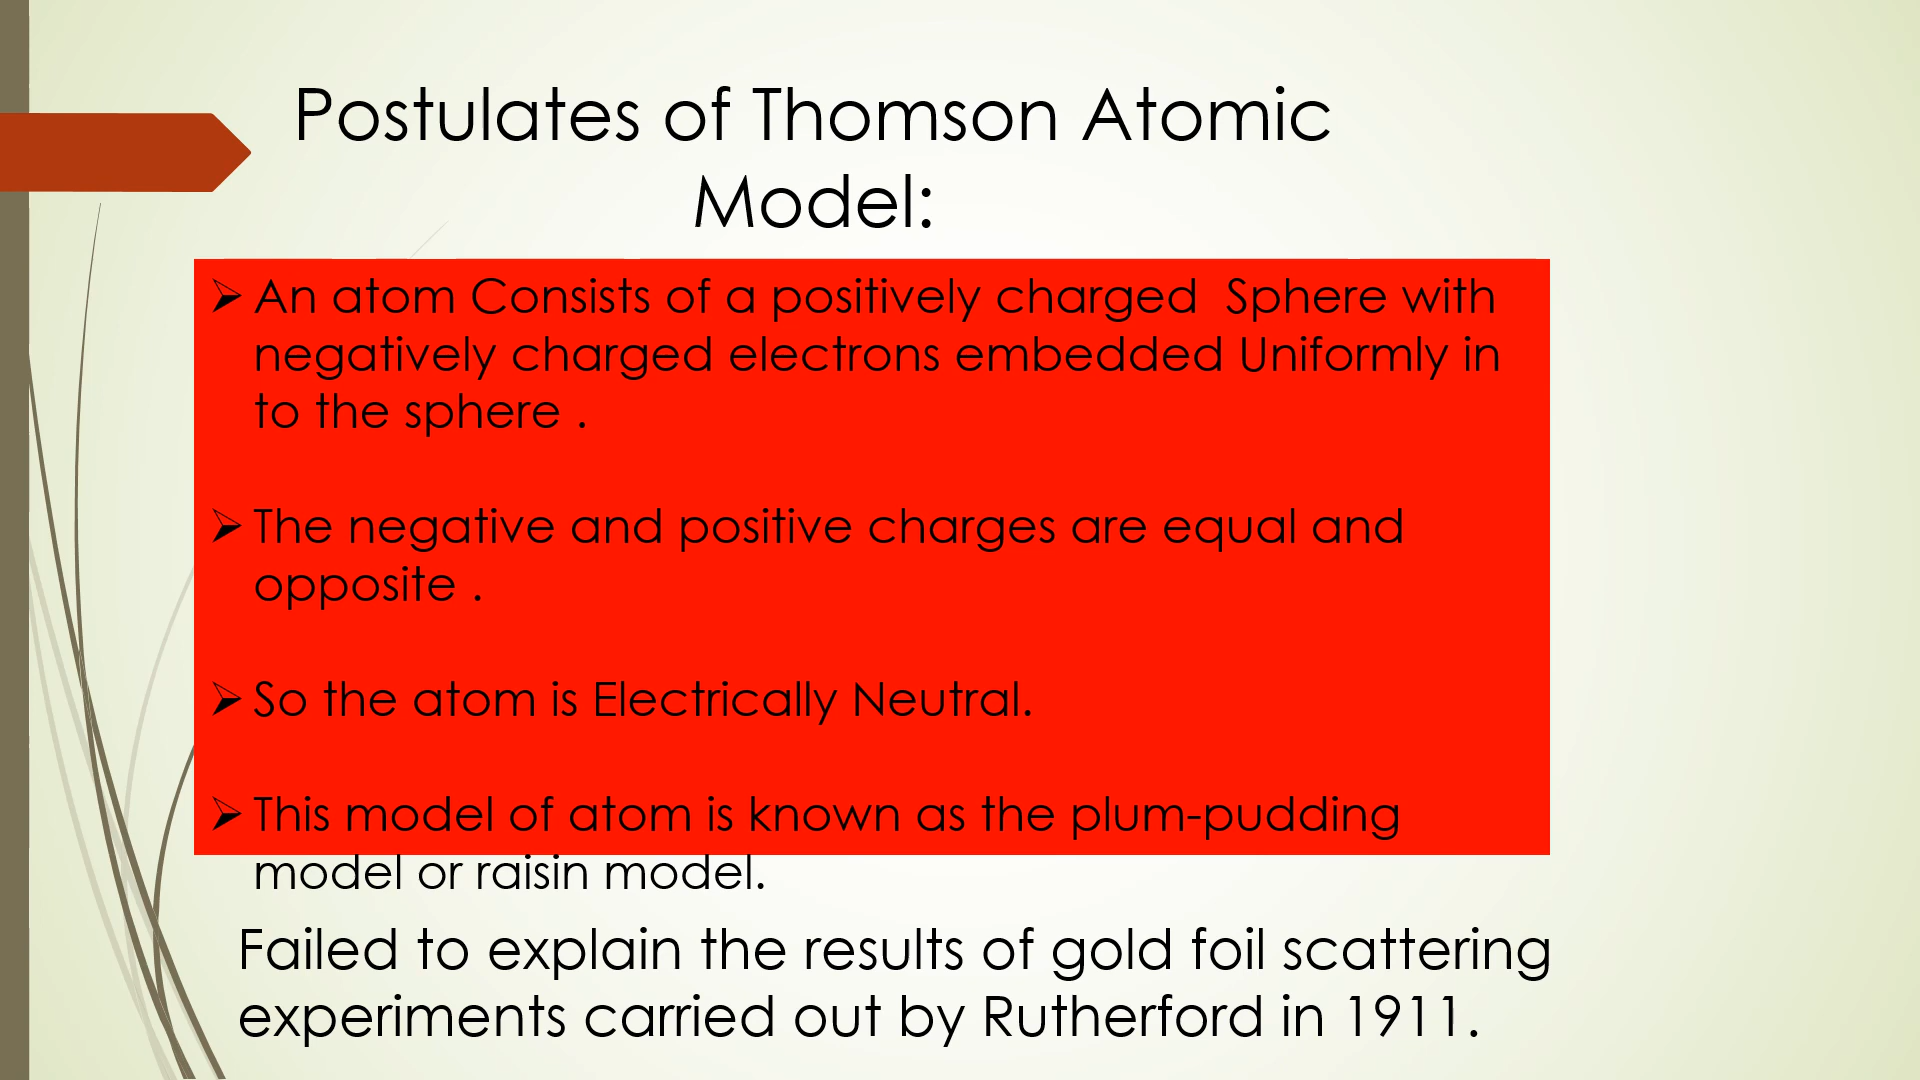 Postulates of Thomson Atomic
Model:
➢ An atom Consists of a positively charged  Sphere with
negatively charged electrons embedded Uniformly in
to the sphere .
➢ The negative and positive charges are equal and
opposite .
➢ So the atom is Electrically Neutral.
➢ This model of atom is known as the plum-pudding
model or raisin model.
Failed to explain the results of gold foil scattering
experiments carried out by Rutherford in 1911.